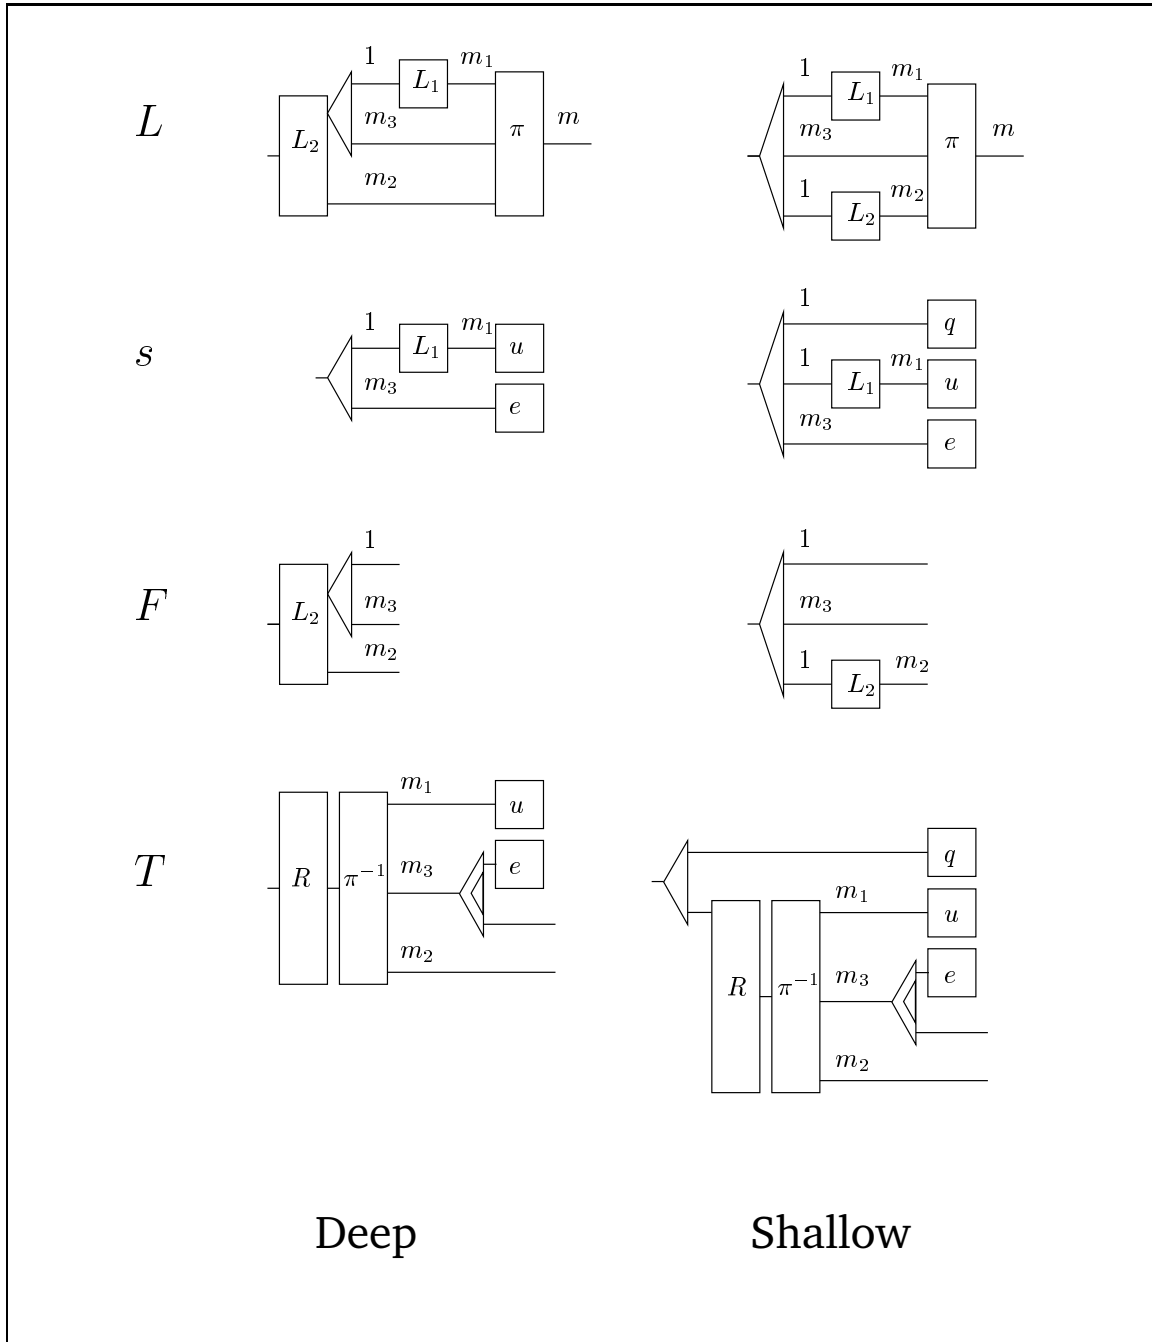 L
1 L₁ m₁
L₂ m₃ π m
m₂
1 L₁ m₁
m₃ π m
1 L₂ m₂
s
1 L₁ m₁ u
m₃ e
1 q
1 L₁ m₁ u
m₃ e
F
1
L₂ m₃
m₂
1
m₃
1 L₂ m₂
T
m₁ u
R π⁻¹ m₃ e
m₂
q
m₁ u
R π⁻¹ m₃ e
m₂
Deep
Shallow